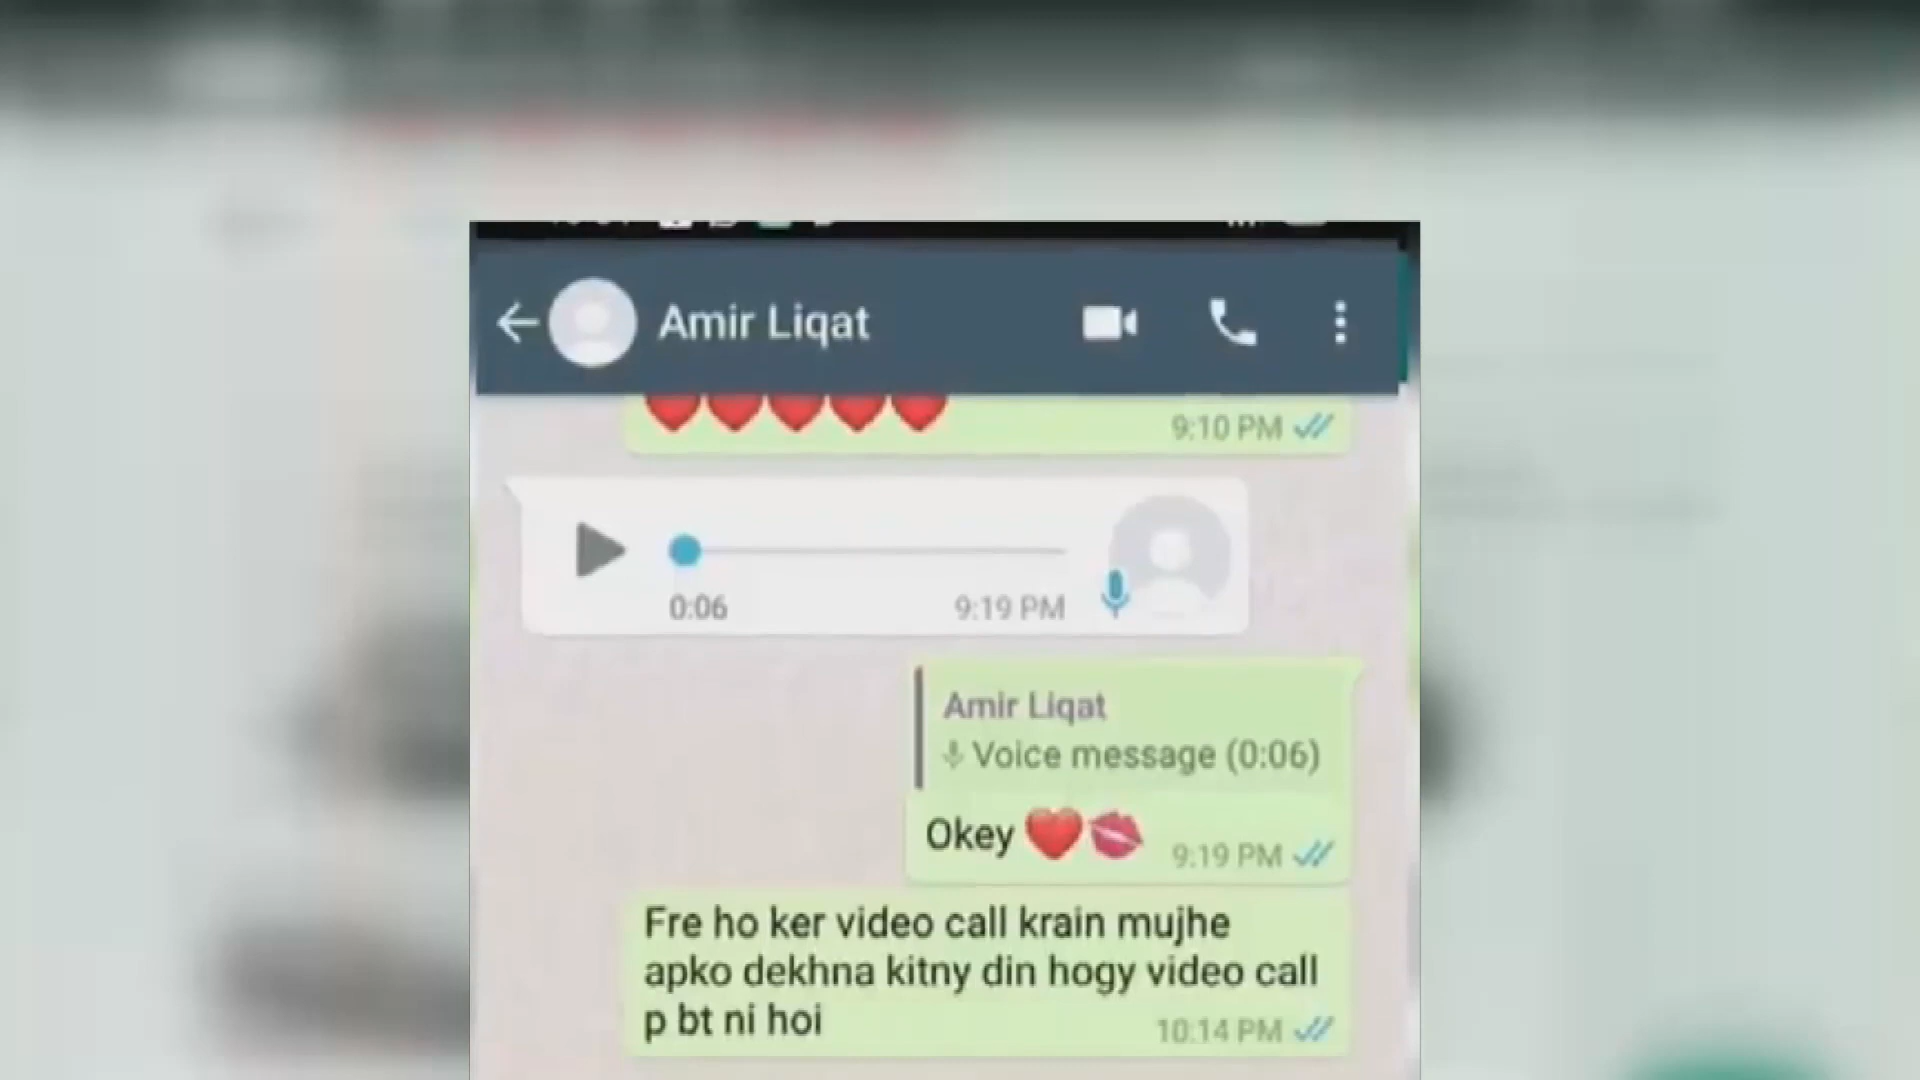 Amir Liqat
9:10 PM
0:06
9:19 PM
Amir Liqat
Voice message (0:06)
Okey
9:19 PM
Fre ho ker video call krain mujhe
apko dekhna kitny din hogy video call
p bt ni hoi
10:14 PM